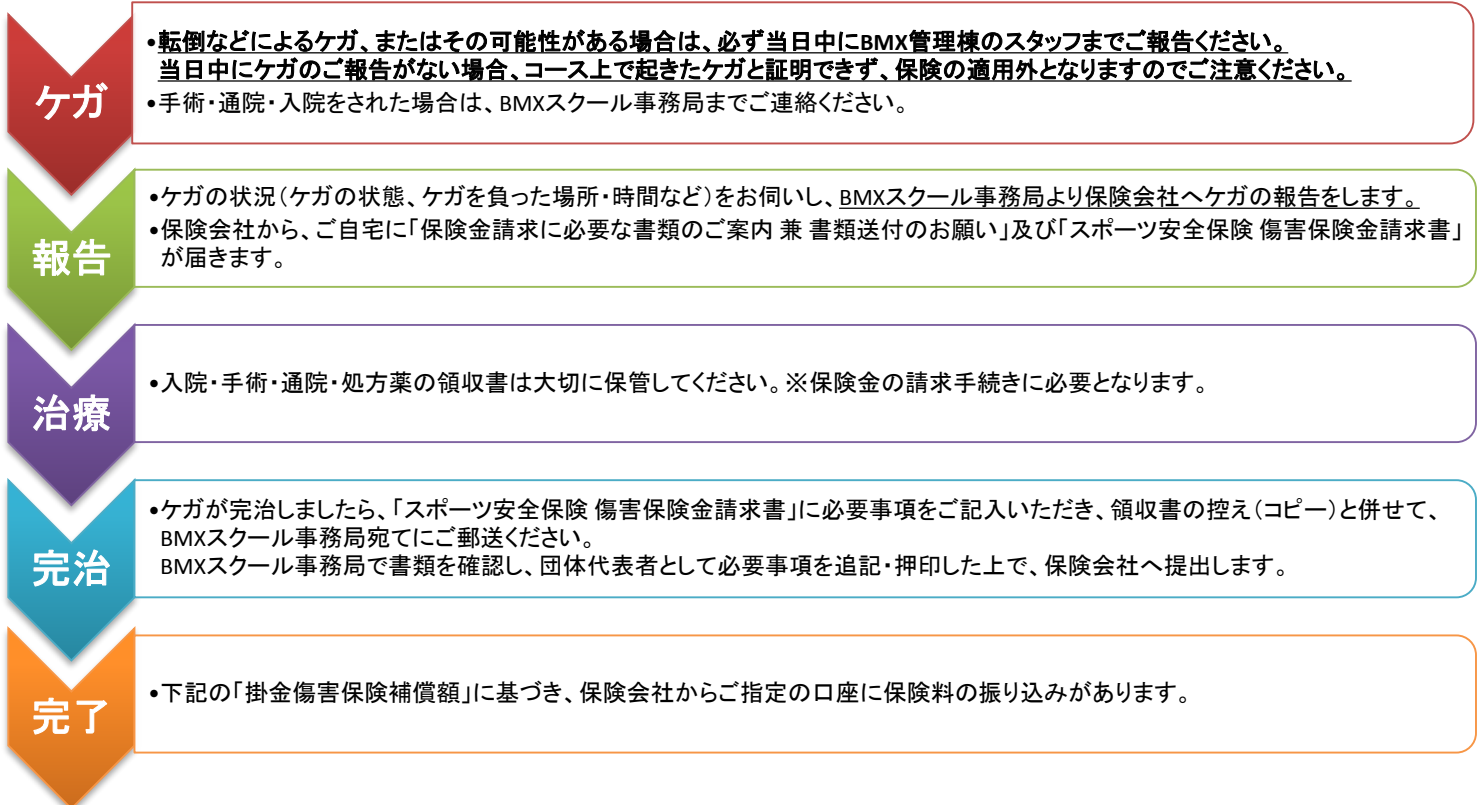 ケガ
•転倒などによるケガ、またはその可能性がある場合は、必ず当日中にBMX管理棟のスタッフまでご報告ください。
当日中にケガのご報告がない場合、コース上で起きたケガと証明できず、保険の適用外となりますのでご注意ください。
•手術・通院・入院をされた場合は、BMXスクール事務局までご連絡ください。
報告
•ケガの状況(ケガの状態、ケガを負った場所・時間など)をお伺いし、BMXスクール事務局より保険会社へケガの報告をします。
•保険会社から、ご自宅に「保険金請求に必要な書類のご案内 兼 書類送付のお願い」及び「スポーツ安全保険 傷害保険金請求書」
が届きます。
治療
•入院・手術・通院・処方薬の領収書は大切に保管してください。※保険金の請求手続きに必要となります。
完治
•ケガが完治しましたら、「スポーツ安全保険 傷害保険金請求書」に必要事項をご記入いただき、領収書の控え(コピー)と併せて、
BMXスクール事務局宛てにご郵送ください。
BMXスクール事務局で書類を確認し、団体代表者として必要事項を追記・押印した上で、保険会社へ提出します。
完了
•下記の「掛金傷害保険補償額」に基づき、保険会社からご指定の口座に保険料の振り込みがあります。